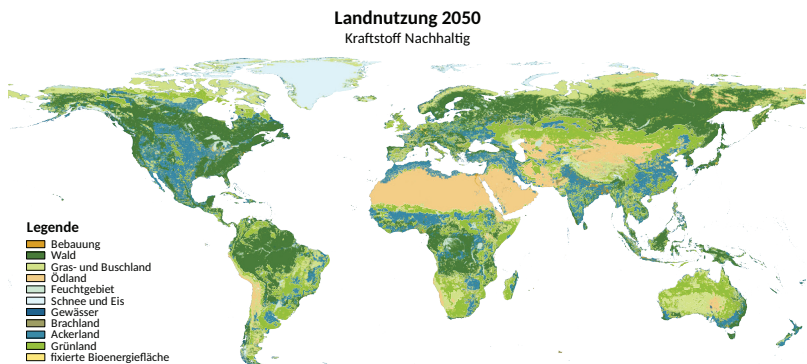 Landnutzung 2050
Kraftstoff Nachhaltig
Legende
Bebauung
Wald
Gras- und Buschland
Ödland
Feuchtgebiet
Schnee und Eis
Gewässer
Brachland
Ackerland
Grünland
fixierte Bioenergiefläche